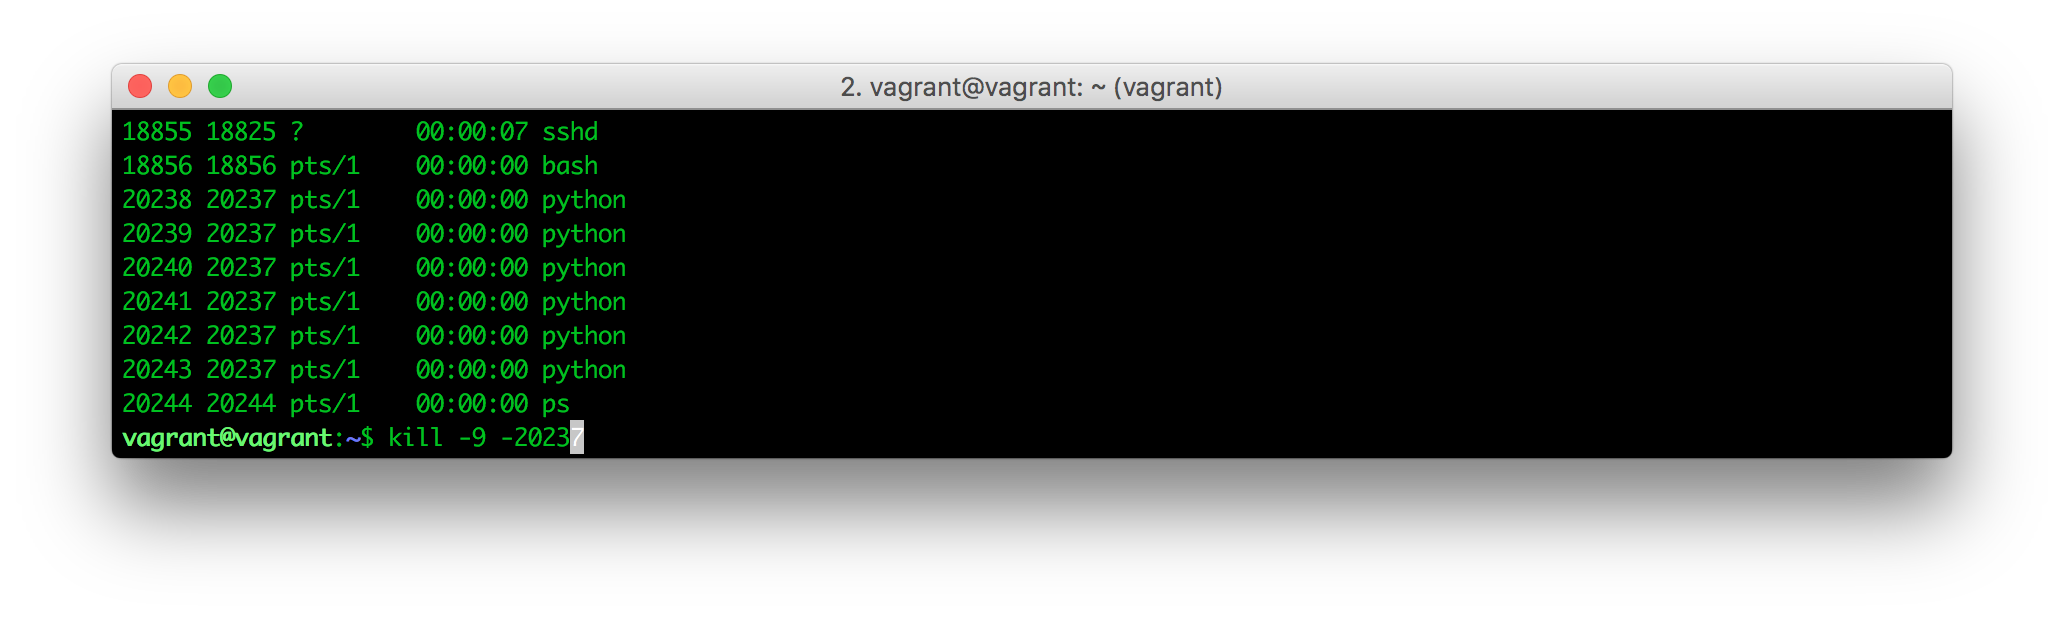 2. vagrant@vagrant: ~ (vagrant)
18855 18825 ?        00:00:07 sshd
18856 18856 pts/1    00:00:00 bash
20238 20237 pts/1    00:00:00 python
20239 20237 pts/1    00:00:00 python
20240 20237 pts/1    00:00:00 python
20241 20237 pts/1    00:00:00 python
20242 20237 pts/1    00:00:00 python
20243 20237 pts/1    00:00:00 python
20244 20244 pts/1    00:00:00 ps
vagrant@vagrant:~$ kill -9 -20237